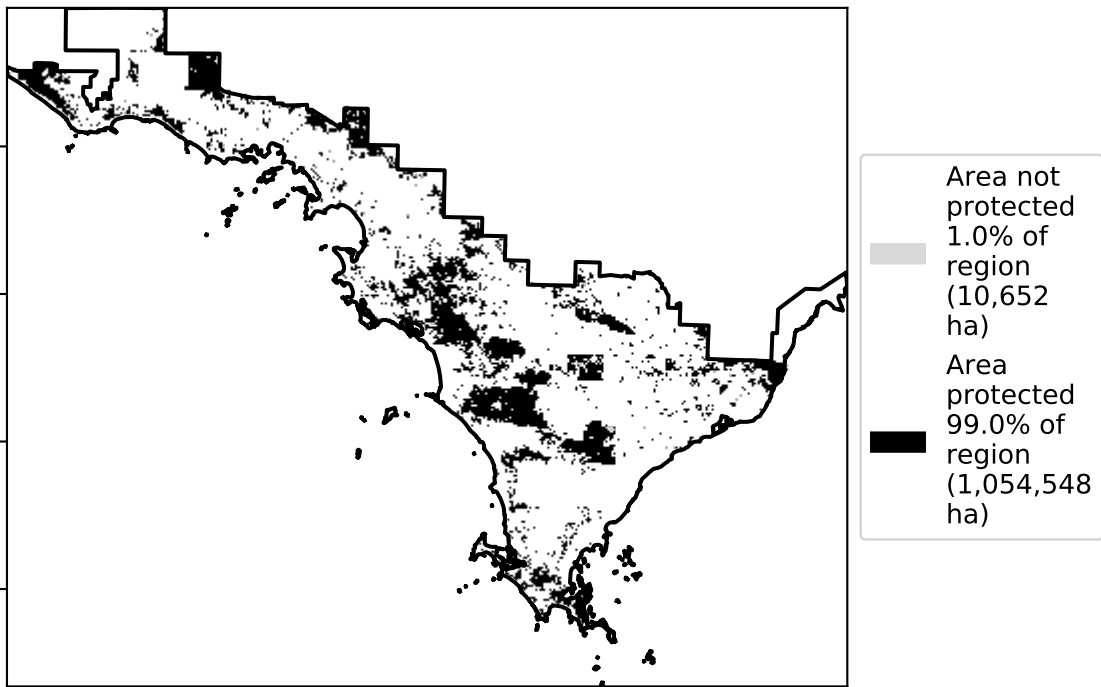 Area not
protected
1.0% of
region
(10,652
ha)
Area
protected
99.0% of
region
(1,054,548
ha)